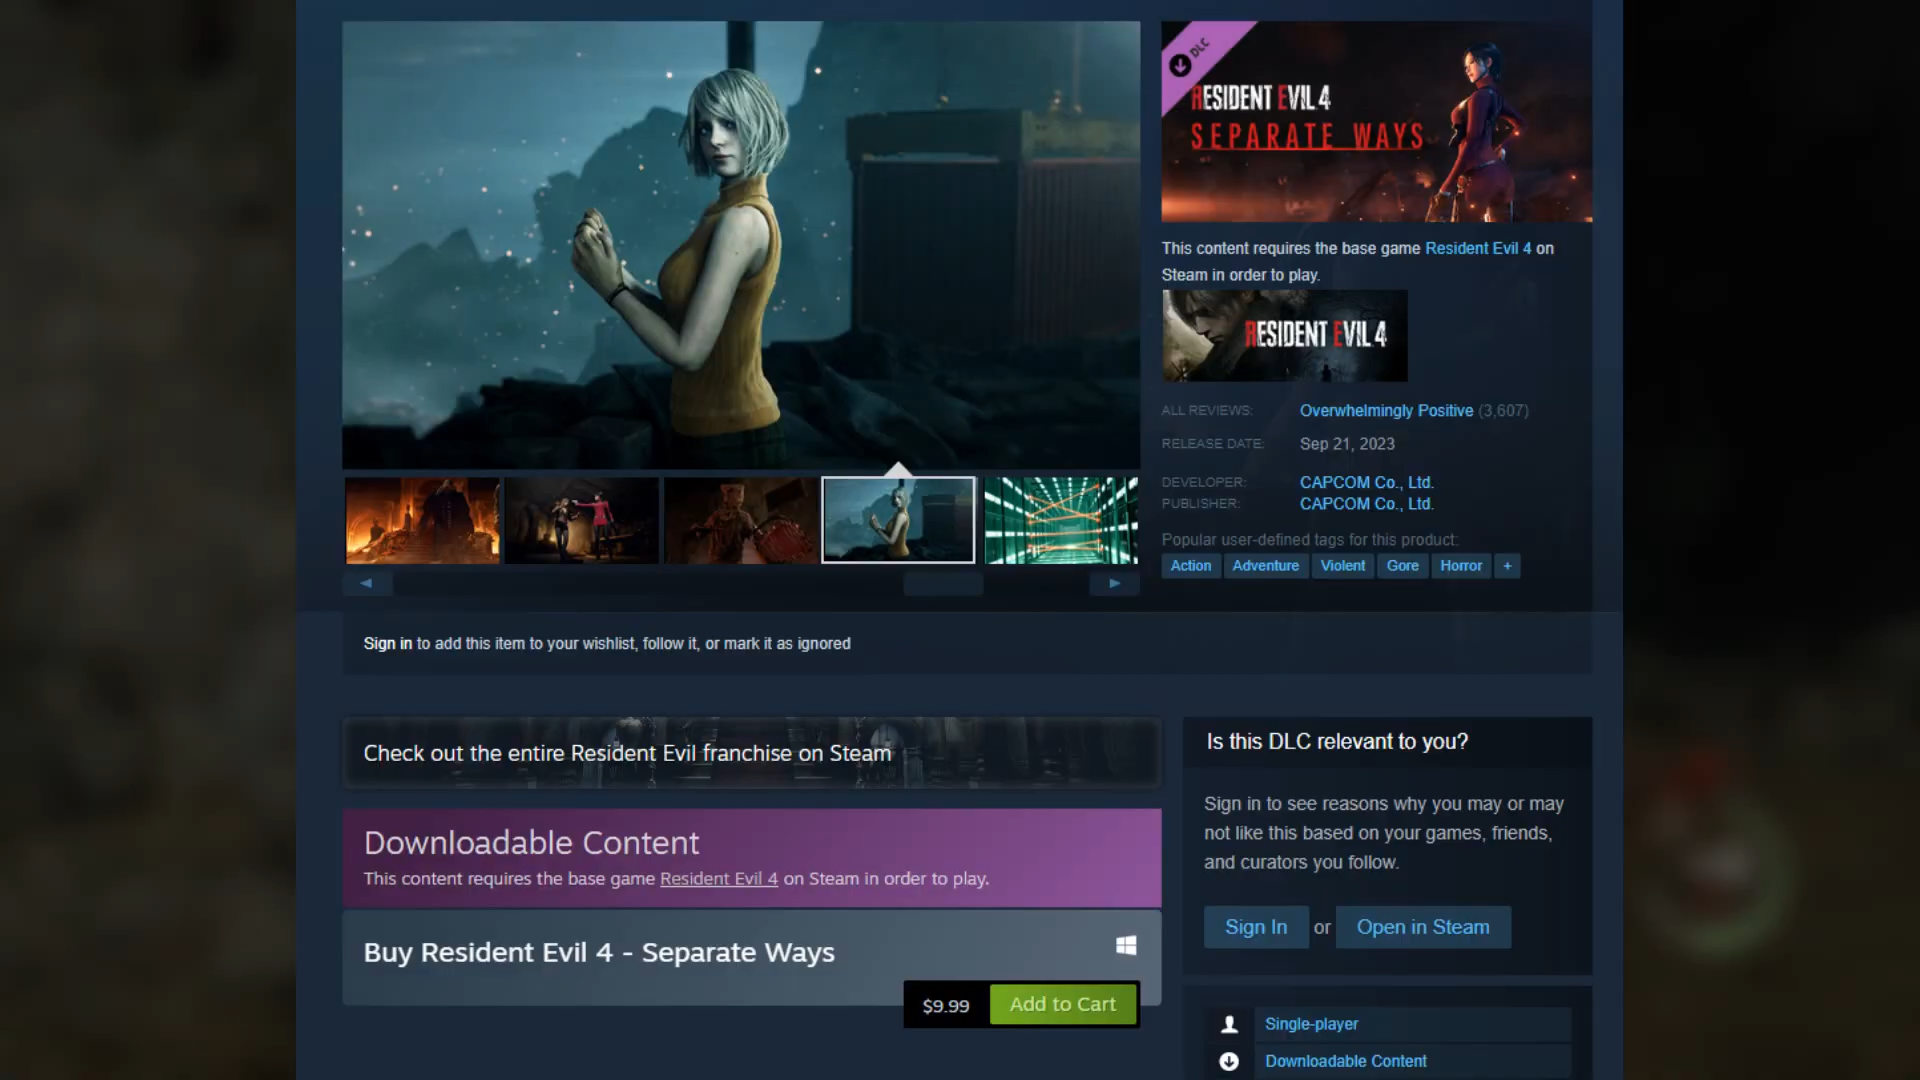 DLC
RESIDENT EVIL 4
SEPARATE WAYS
This content requires the base game Resident Evil 4 on
Steam in order to play.
RESIDENT EVIL 4
ALL REVIEWS: Overwhelmingly Positive (3,607)
RELEASE DATE: Sep 21, 2023
DEVELOPER: CAPCOM Co., Ltd.
PUBLISHER: CAPCOM Co., Ltd.
Popular user-defined tags for this product:
Action Adventure Violent Gore Horror +
Sign in to add this item to your wishlist, follow it, or mark it as ignored
Check out the entire Resident Evil franchise on Steam
Downloadable Content
This content requires the base game Resident Evil 4 on Steam in order to play.
Buy Resident Evil 4 - Separate Ways
$9.99 Add to Cart
Is this DLC relevant to you?
Sign in to see reasons why you may or may
not like this based on your games, friends,
and curators you follow.
Sign In or Open in Steam
Single-player
Downloadable Content